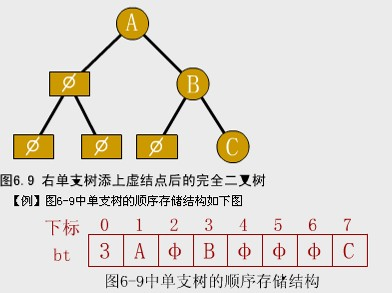 A
Ø B
Ø Ø Ø C
图6.9 右单支树添上虚结点后的完全二叉树
【例】图6-9中单支树的顺序存储结构如下图
下标 0 1 2 3 4 5 6 7
bt 3 A Φ B Φ Φ Φ C
图6-9中单支树的顺序存储结构